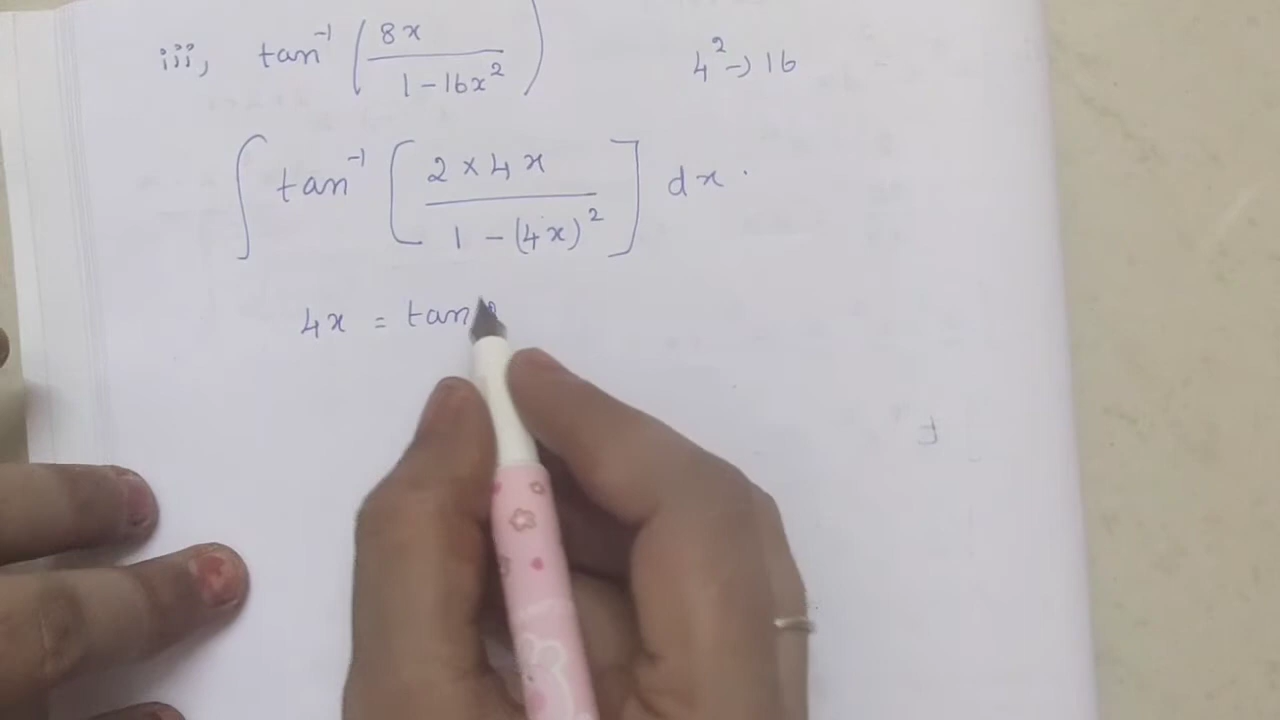 iii, tan⁻¹ (8x / 1 - 16x²) 4² → 16
∫ tan⁻¹ [2 × 4x / 1 - (4x)²] dx.
4x = tan